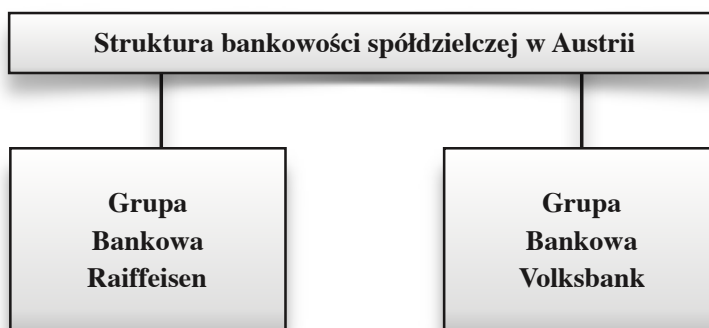 Struktura bankowości spółdzielczej w Austrii
Grupa
Bankowa
Raiffeisen
Grupa
Bankowa
Volksbank